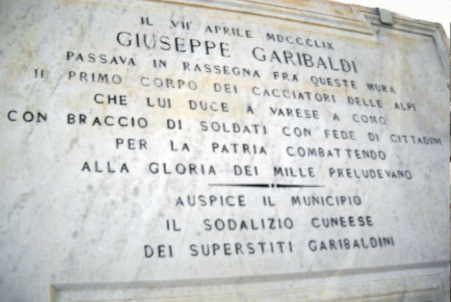 IL VII° APRILE MDCCCLIX
GIUSEPPE GARIBALDI
PASSAVA IN RASSEGNA FRA QUESTE MURA
IL PRIMO CORPO DEI CACCIATORI DELLE ALPI
CHE LUI DUCE A VARESE A COMO
CON BRACCIO DI SOLDATI CON FEDE DI CITTADINI
PER LA PATRIA COMBATTENDO
ALLA GLORIA DEI MILLE PRELUDEVANO
AUSPICE IL MUNICIPIO
IL SODALIZIO CUNEESE
DEI SUPERSTITI GARIBALDINI